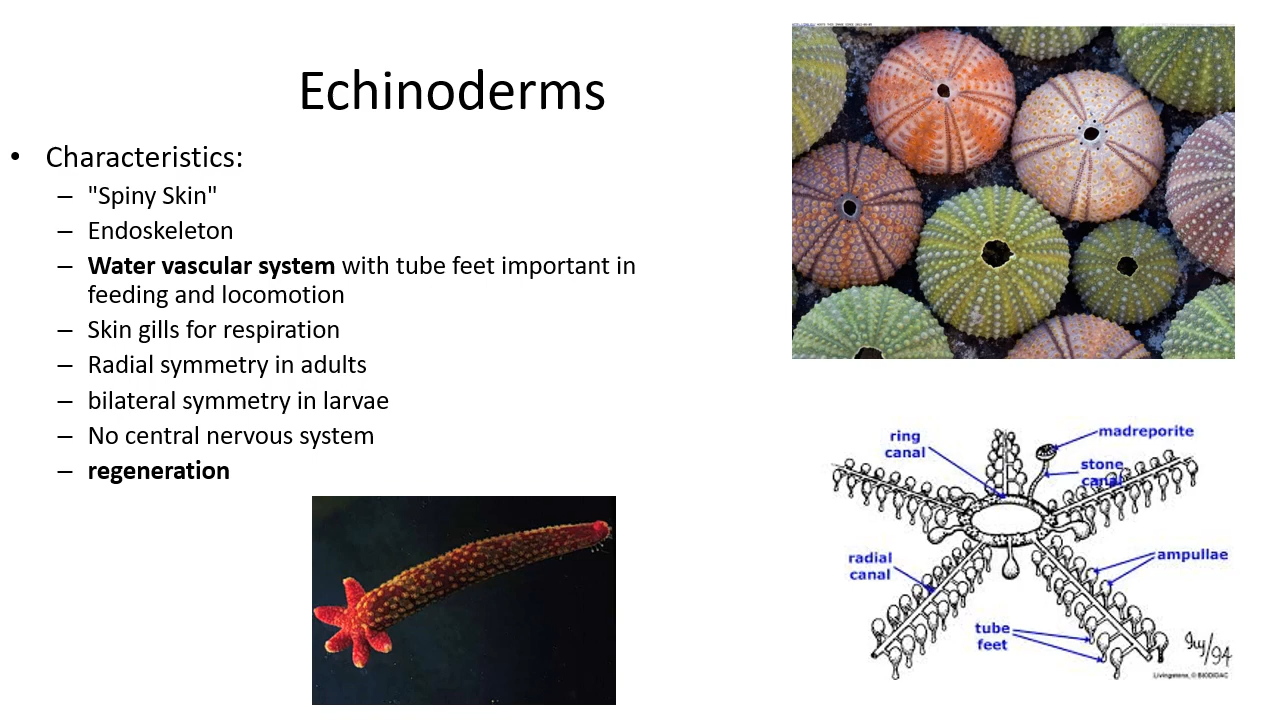 Echinoderms
• Characteristics:
– "Spiny Skin"
– Endoskeleton
– Water vascular system with tube feet important in
feeding and locomotion
– Skin gills for respiration
– Radial symmetry in adults
– bilateral symmetry in larvae
– No central nervous system
– regeneration
ring
canal
madreporite
stone
canal
radial
canal
ampullae
tube
feet
Livingstone, © BIODIDAC